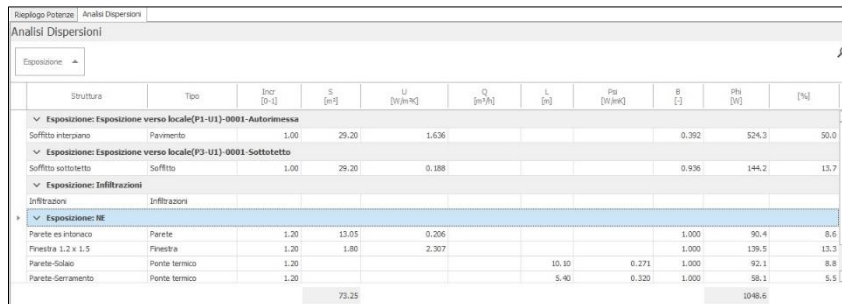 Riepilogo Potenze Analisi Dispersioni
Analisi Dispersioni
Esposizione
Struttura Tipo Incr [0-1] S [m²] U [W/m²K] Q [m³/h] L [m] Psi [W/mK] B [-] Phi [W] [%]
Esposizione: Esposizione verso locale(P1-U1)-0001-Autorimessa
Soffitto interpiano Pavimento 1.00 29.20 1.636 0.392 524.3 50.0
Esposizione: Esposizione verso locale(P3-U1)-0001-Sottotetto
Soffitto sottotetto Soffitto 1.00 29.20 0.188 0.936 144.2 13.7
Esposizione: Infiltrazioni
Infiltrazioni Infiltrazioni
Esposizione: NE
Parete es intonaco Parete 1.20 13.05 0.206 1.000 90.4 8.6
Finestra 1.2 x 1.5 Finestra 1.20 1.80 2.307 1.000 139.5 13.3
Parete-Solaio Ponte termico 1.20 10.10 0.271 1.000 92.1 8.8
Parete-Serramento Ponte termico 1.20 5.40 0.320 1.000 58.1 5.5
73.25 1048.6